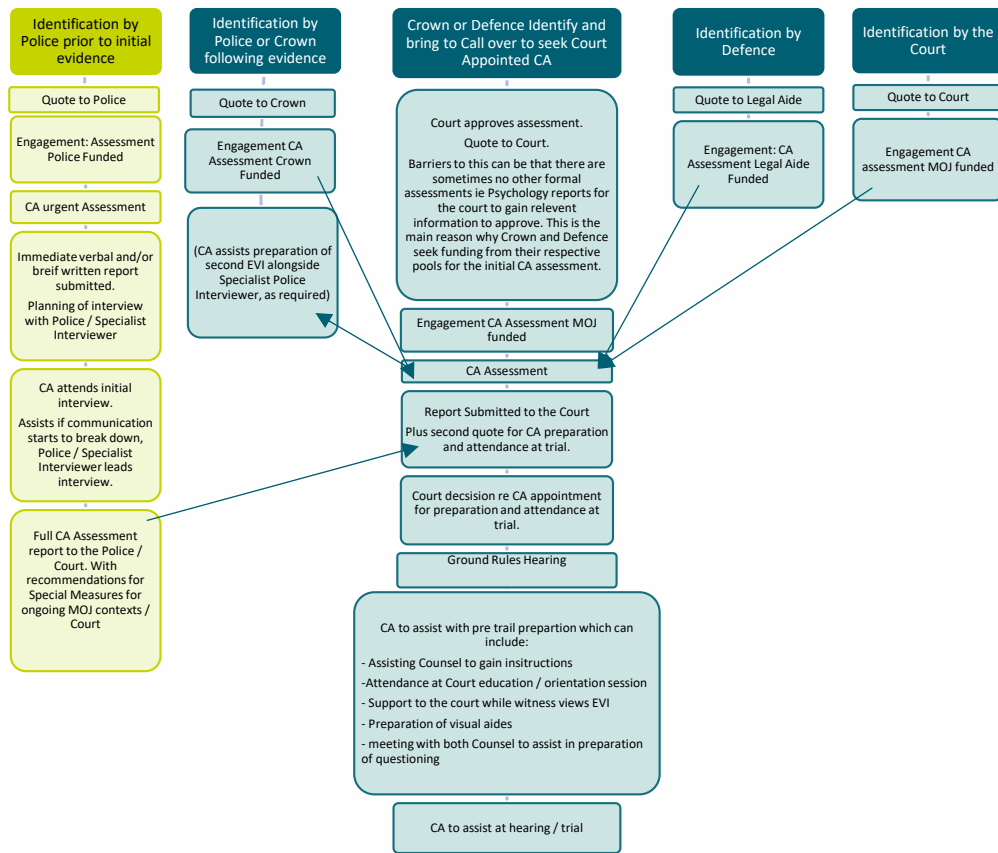 Identification by
Police prior to initial
evidence
Quote to Police
Engagement: Assessment
Police Funded
CA urgent Assessment
Immediate verbal and/or
breif written report
submitted.
Planning of interview
with Police / Specialist
Interviewer
CA attends initial
interview.
Assists if communication
starts to break down,
Police / Specialist
Interviewer leads
interview.
Full CA Assessment
report to the Police /
Court. With
recommendations for
Special Measures for
ongoing MOJ contexts /
Court
Identification by
Police or Crown
following evidence
Quote to Crown
Engagement CA
Assessment Crown
Funded
(CA assists preparation of
second EVI alongside
Specialist Police
Interviewer, as required)
Crown or Defence Identify and
bring to Call over to seek Court
Appointed CA
Court approves assessment.
Quote to Court.
Barriers to this can be that there are
sometimes no other formal
assessments ie Psychology reports for
the court to gain relevent
information to approve. This is the
main reason why Crown and Defence
seek funding from their respective
pools for the initial CA assessment.
Engagement CA Assessment MOJ
funded
CA Assessment
Report Submitted to the Court
Plus second quote for CA preparation
and attendance at trial.
Court decision re CA appointment
for preparation and attendance at
trial.
Ground Rules Hearing
CA to assist with pre trail prepartion which can
include:
- Assisting Counsel to gain insitructions
-Attendance at Court education / orientation session
- Support to the court while witness views EVI
- Preparation of visual aides
- meeting with both Counsel to assist in preparation
of questioning
CA to assist at hearing / trial
Identification by
Defence
Quote to Legal Aide
Engagement: CA
Assessment Legal Aide
Funded
Identification by the
Court
Quote to Court
Engagement CA
assessment MOJ funded